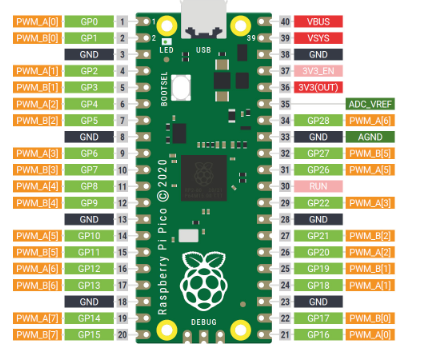 PWM_A[0] GP0 1 40 VBUS
PWM_B[0] GP1 2 2 LED USB 39 39 VSYS
GND 3 38 GND
PWM_A[1] GP2 4 37 3V3_EN
PWM_B[1] GP3 5 BOOTSEL 36 3V3(OUT)
PWM_A[2] GP4 6 35 ADC_VREF
PWM_B[2] GP5 7 34 GP28 PWM_A[6]
GND 8 33 GND AGND
PWM_A[3] GP6 9 32 GP27 PWM_B[5]
PWM_B[3] GP7 10 31 GP26 PWM_A[5]
PWM_A[4] GP8 11 30 RUN
PWM_B[4] GP9 12 29 GP22 PWM_A[3]
GND 13 28 GND
PWM_A[5] GP10 14 27 GP21 PWM_B[2]
PWM_B[5] GP11 15 26 GP20 PWM_A[2]
PWM_A[6] GP12 16 25 GP19 PWM_B[1]
PWM_B[6] GP13 17 24 GP18 PWM_A[1]
GND 18 23 GND
PWM_A[7] GP14 19 22 GP17 PWM_B[0]
PWM_B[7] GP15 20 21 GP16 PWM_A[0]
Raspberry Pi Pico © 2020
DEBUG